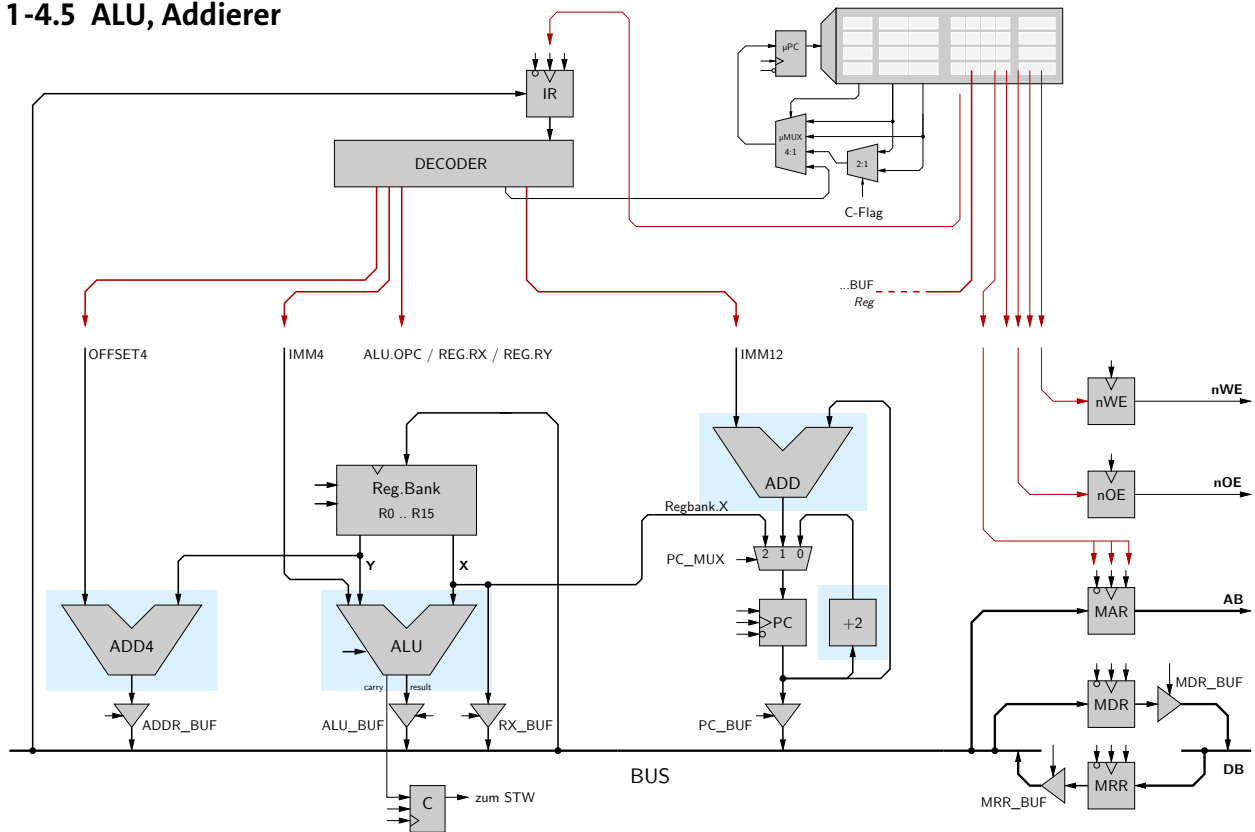 1-4.5 ALU, Addierer
µPC
IR
µMUX
4:1
2:1
DECODER
C-Flag
...BUF
Reg
OFFSET4
IMM4
ALU.OPC / REG.RX / REG.RY
IMM12
nWE
nWE
ADD
Reg.Bank
R0 .. R15
nOE
nOE
Regbank.X
2 1 0
PC_MUX
Y
X
AB
MAR
PC
+2
ADD4
ALU
carry
result
MDR_BUF
MDR
ADDR_BUF
ALU_BUF
RX_BUF
PC_BUF
BUS
DB
MRR
MRR_BUF
C
zum STW